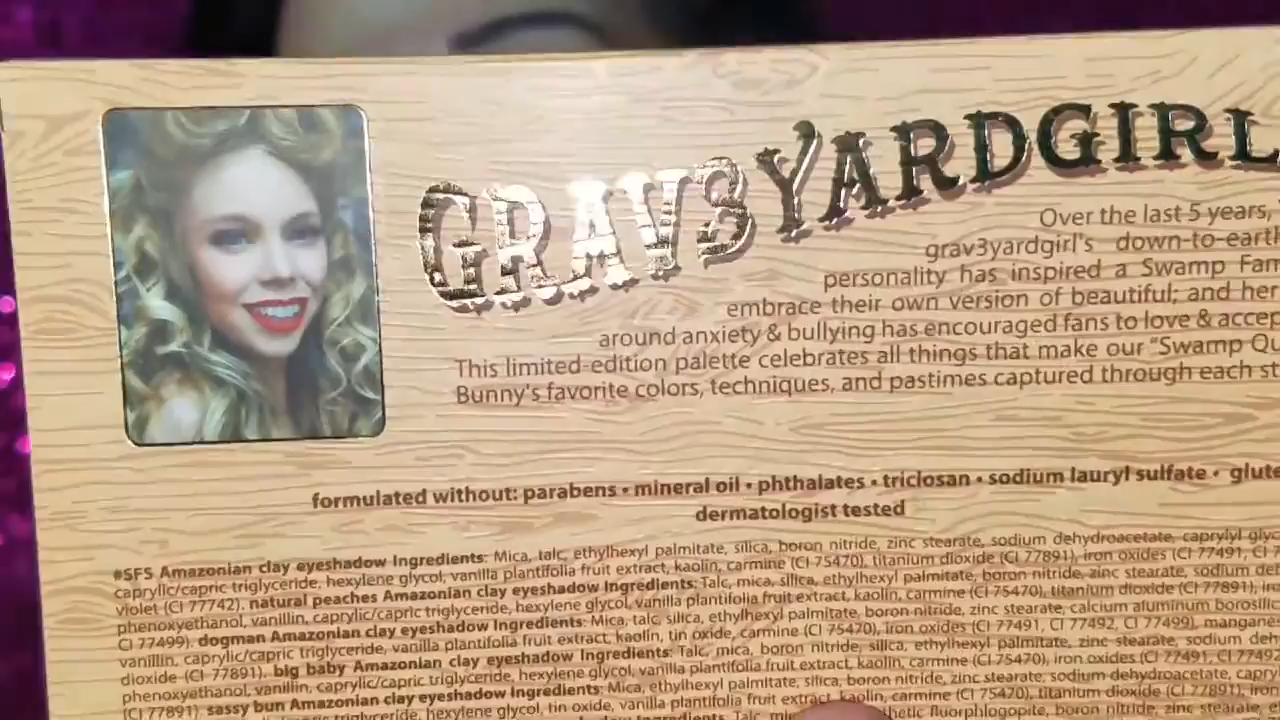 GRAV3YARDGIRL
Over the last 5 years,
grav3yardgirl's down-to-earth
personality has inspired a Swamp Fam
embrace their own version of beautiful; and her
around anxiety & bullying has encouraged fans to love & accep
This limited-edition palette celebrates all things that make our "Swamp Qu
Bunny's favorite colors, techniques, and pastimes captured through each st
formulated without: parabens • mineral oil • phthalates • triclosan • sodium lauryl sulfate • glute
dermatologist tested
#SFS Amazonian clay eyeshadow Ingredients: Mica, talc, ethylhexyl palmitate, silica, boron nitride, zinc stearate, sodium dehydroacetate, caprylyl glyc
caprylic/capric triglyceride, hexylene glycol, vanilla plantifolia fruit extract, kaolin, carmine (CI 75470), titanium dioxide (CI 77891), iron oxides (CI 77491, CI 7
violet (CI 77742). natural peaches Amazonian clay eyeshadow Ingredients: Talc, mica, silica, ethylhexyl palmitate, boron nitride, zinc stearate, sodium deh
phenoxyethanol, vanillin, caprylic/capric triglyceride, hexylene glycol, vanilla plantifolia fruit extract, kaolin, carmine (CI 75470), titanium dioxide (CI 77891), iro
CI 77499). dogman Amazonian clay eyeshadow Ingredients: Mica, talc, silica, ethylhexyl palmitate, boron nitride, zinc stearate, calcium aluminum borosilic
vanillin, caprylic/capric triglyceride, vanilla plantifolia fruit extract, kaolin, tin oxide, carmine (CI 75470), iron oxides (CI 77491, CI 77492, CI 77499), mangane
dioxide (CI 77891). big baby Amazonian clay eyeshadow Ingredients: Talc, mica, boron nitride, silica, ethylhexyl palmitate, zinc stearate, sodium deh
phenoxyethanol, vanillin, caprylic/capric triglyceride, hexylene glycol, vanilla plantifolia fruit extract, kaolin, carmine (CI 75470), iron oxides (CI 77491, CI 77492
(CI 77891). sassy bun Amazonian clay eyeshadow Ingredients: Mica, ethylhexyl palmitate, silica, boron nitride, zinc stearate, sodium dehydroacetate, capry
triglyceride, hexylene glycol, tin oxide, vanilla plantifolia fruit extract, kaolin, carmine (CI 75470), titanium dioxide (CI 77891), iron
Ingredients: Talc fluorphlogopite, boron nitride, zinc stearate